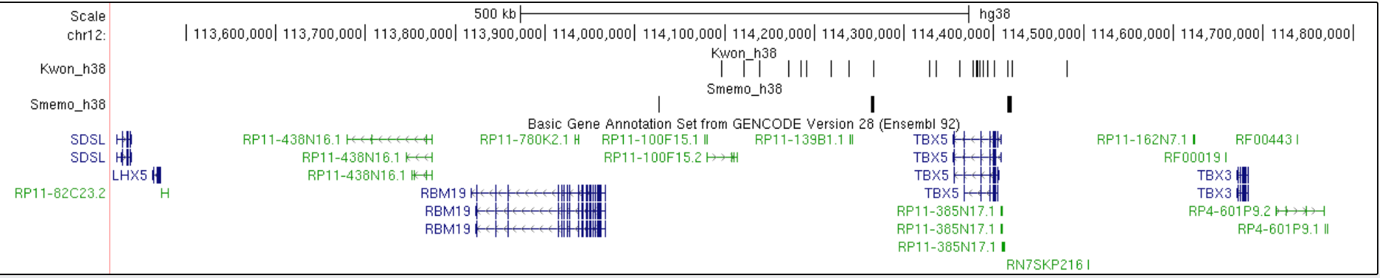 Scale 500 kb hg38
chr12: 113,600,000| 113,700,000| 113,800,000| 113,900,000| 114,000,000| 114,100,000| 114,200,000| 114,300,000| 114,400,000| 114,500,000| 114,600,000| 114,700,000| 114,800,000|
Kwon_h38
Kwon_h38
Smemo_h38
Smemo_h38
Basic Gene Annotation Set from GENCODE Version 28 (Ensembl 92)
SDSL RP11-438N16.1 RP11-780K2.1 RP11-100F15.1 RP11-139B1.1 TBX5 RP11-162N7.1 RF00443
SDSL RP11-438N16.1 RP11-100F15.2 TBX5 RF00019
LHX5 RP11-438N16.1 TBX5 TBX3
RP11-82C23.2 RBM19 TBX5 TBX3
RBM19 RP11-385N17.1 RP4-601P9.2
RBM19 RP11-385N17.1 RP4-601P9.1
RP11-385N17.1
RN7SKP216